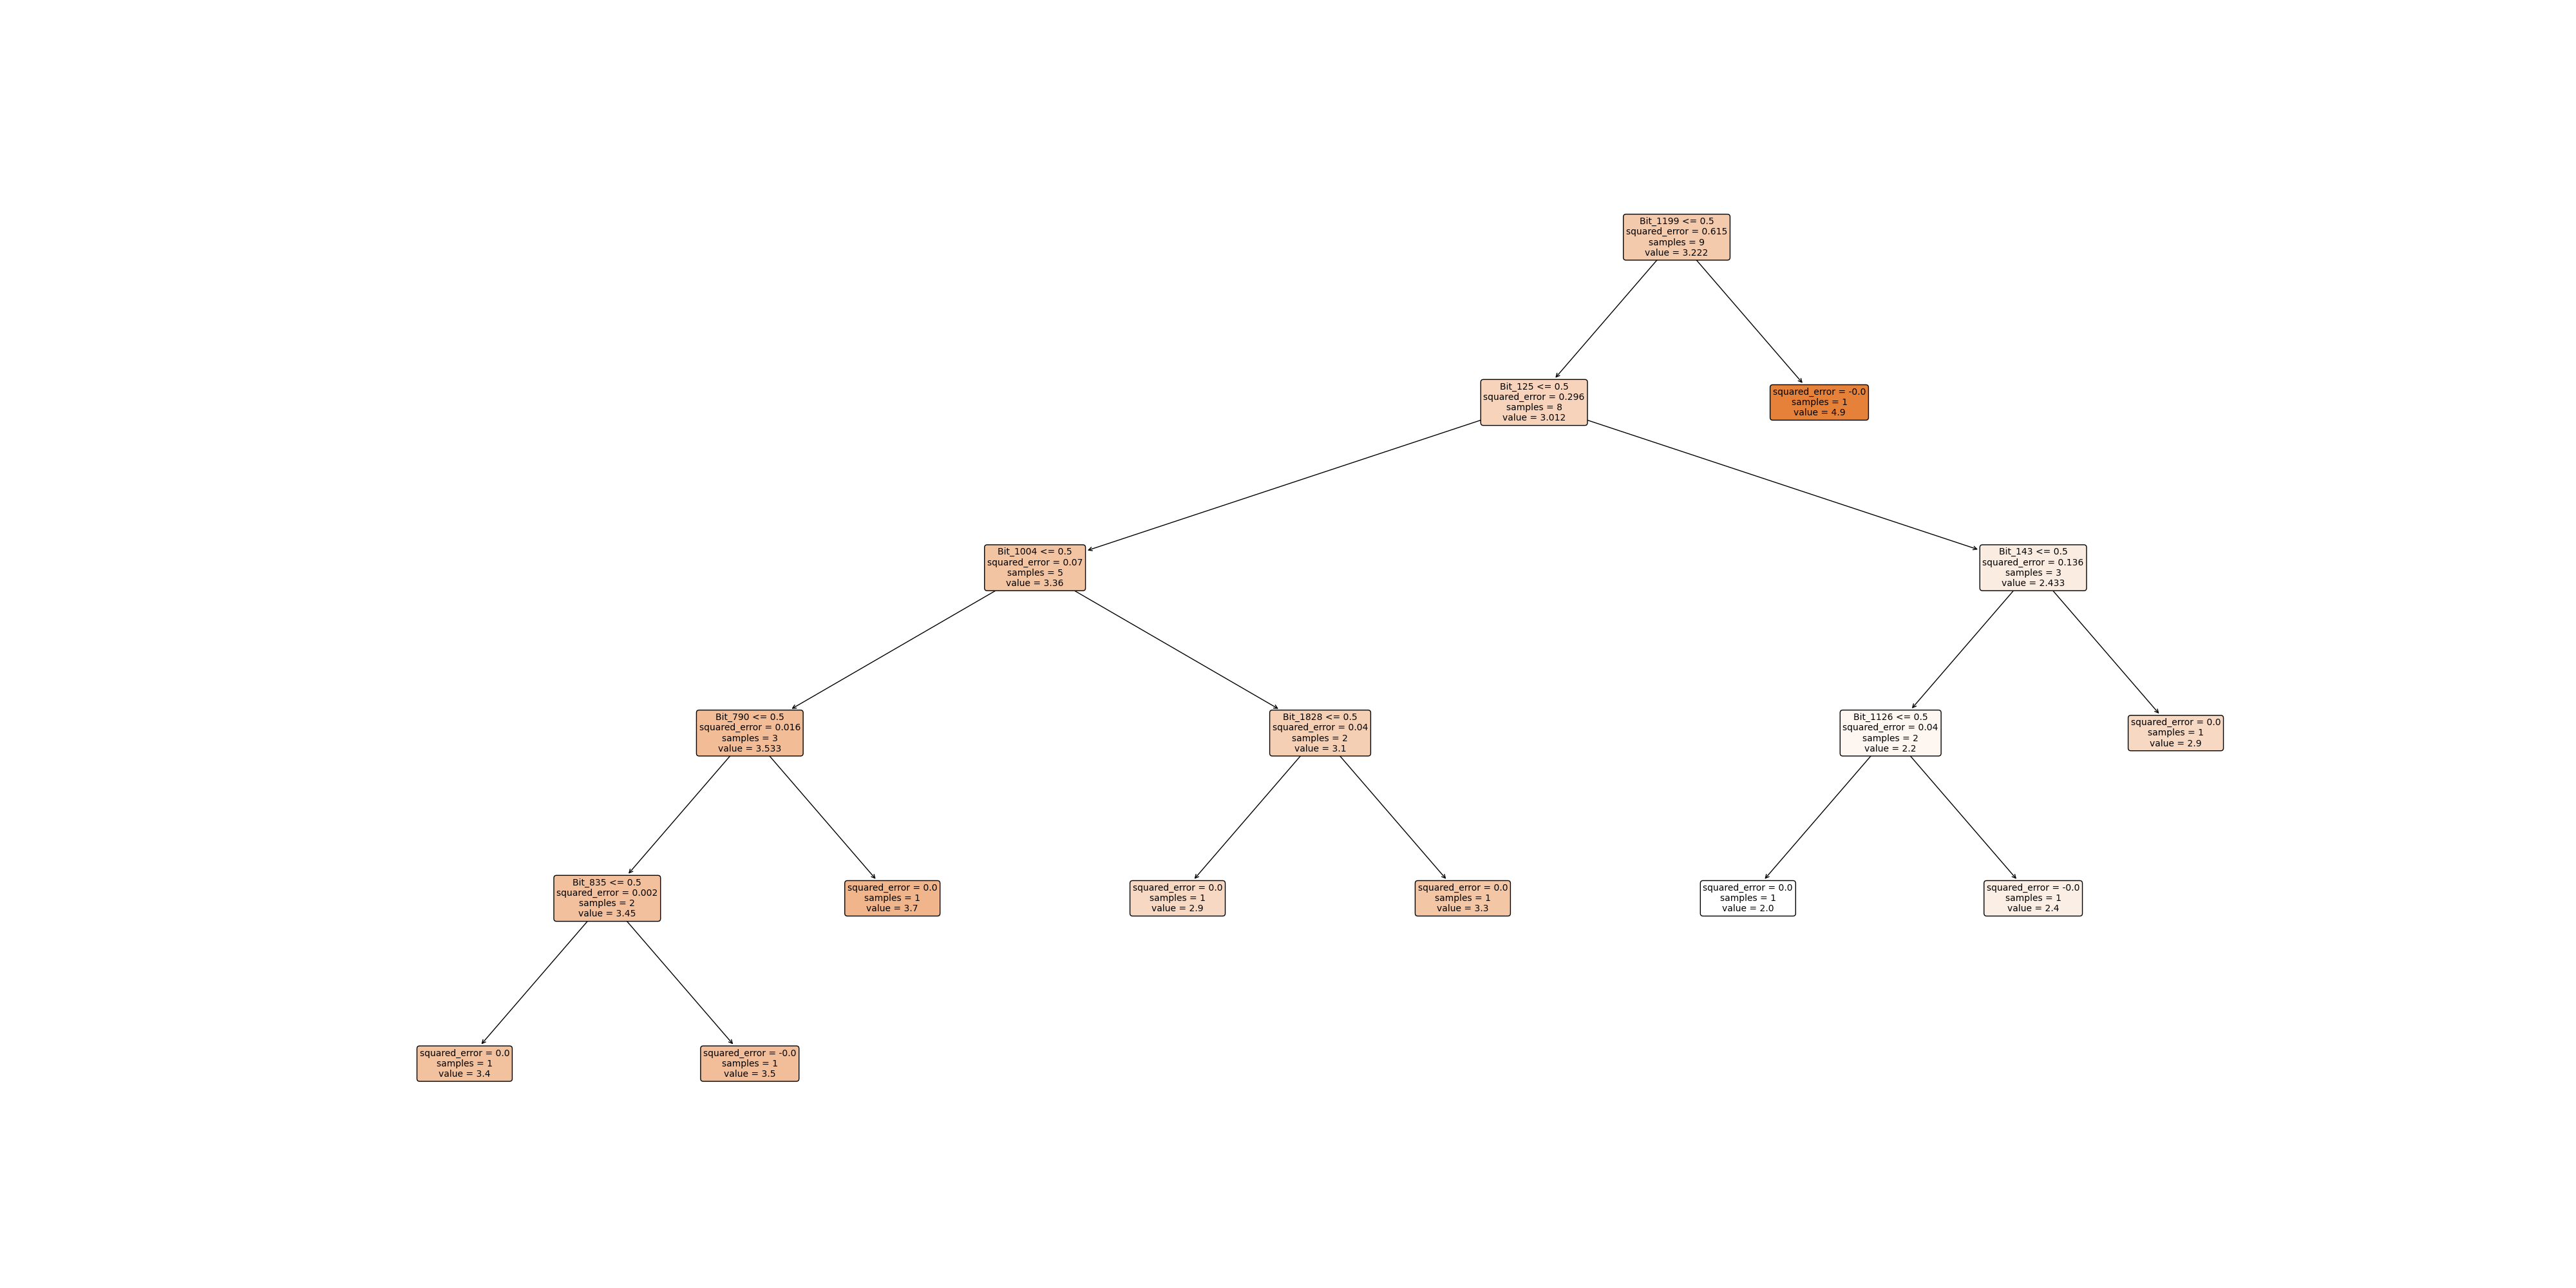 Bit_1199 <= 0.5
squared_error = 0.615
samples = 9
value = 3.222
Bit_125 <= 0.5
squared_error = 0.296
samples = 8
value = 3.012
squared_error = -0.0
samples = 1
value = 4.9
Bit_1004 <= 0.5
squared_error = 0.07
samples = 5
value = 3.36
Bit_143 <= 0.5
squared_error = 0.136
samples = 3
value = 2.433
Bit_790 <= 0.5
squared_error = 0.016
samples = 3
value = 3.533
Bit_1828 <= 0.5
squared_error = 0.04
samples = 2
value = 3.1
Bit_1126 <= 0.5
squared_error = 0.04
samples = 2
value = 2.2
squared_error = 0.0
samples = 1
value = 2.9
Bit_835 <= 0.5
squared_error = 0.002
samples = 2
value = 3.45
squared_error = 0.0
samples = 1
value = 3.7
squared_error = 0.0
samples = 1
value = 2.9
squared_error = 0.0
samples = 1
value = 3.3
squared_error = 0.0
samples = 1
value = 2.0
squared_error = -0.0
samples = 1
value = 2.4
squared_error = 0.0
samples = 1
value = 3.4
squared_error = -0.0
samples = 1
value = 3.5